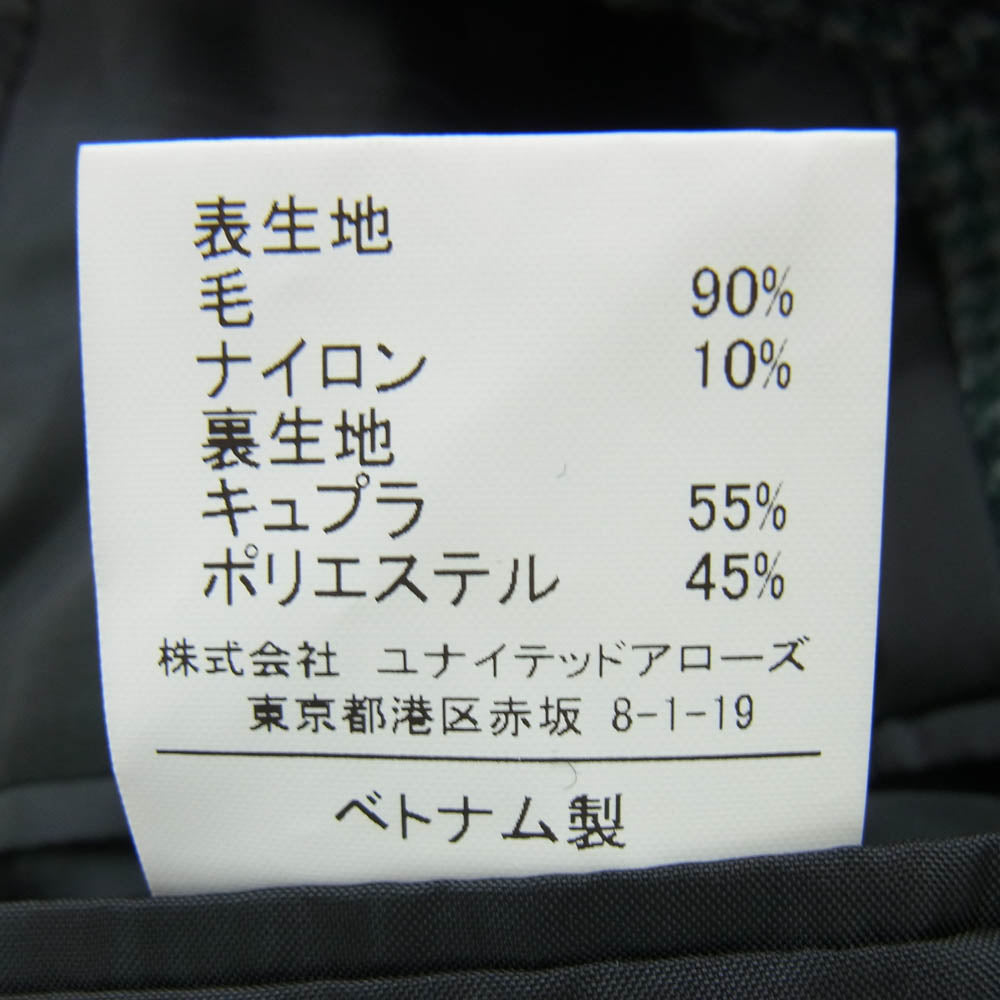 表生地
毛 90%
ナイロン 10%
裏生地
キュプラ 55%
ポリエステル 45%
株式会社 ユナイテッドアローズ
東京都港区赤坂 8-1-19
ベトナム製